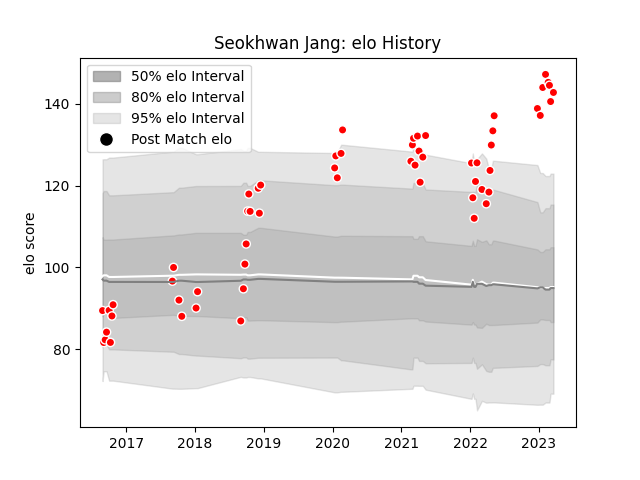 Seokhwan Jang: elo History
50% elo Interval
80% elo Interval
95% elo Interval
Post Match elo
elo score
140
120
100
80
2017 2018 2019 2020 2021 2022 2023